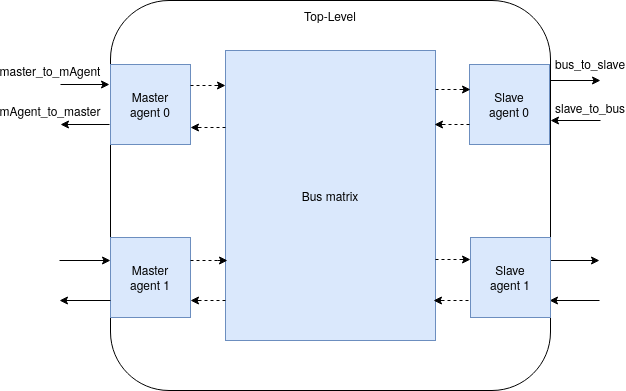 Top-Level
master_to_mAgent
mAgent_to_master
Master
agent 0
Bus matrix
Slave
agent 0
bus_to_slave
slave_to_bus
Master
agent 1
Slave
agent 1